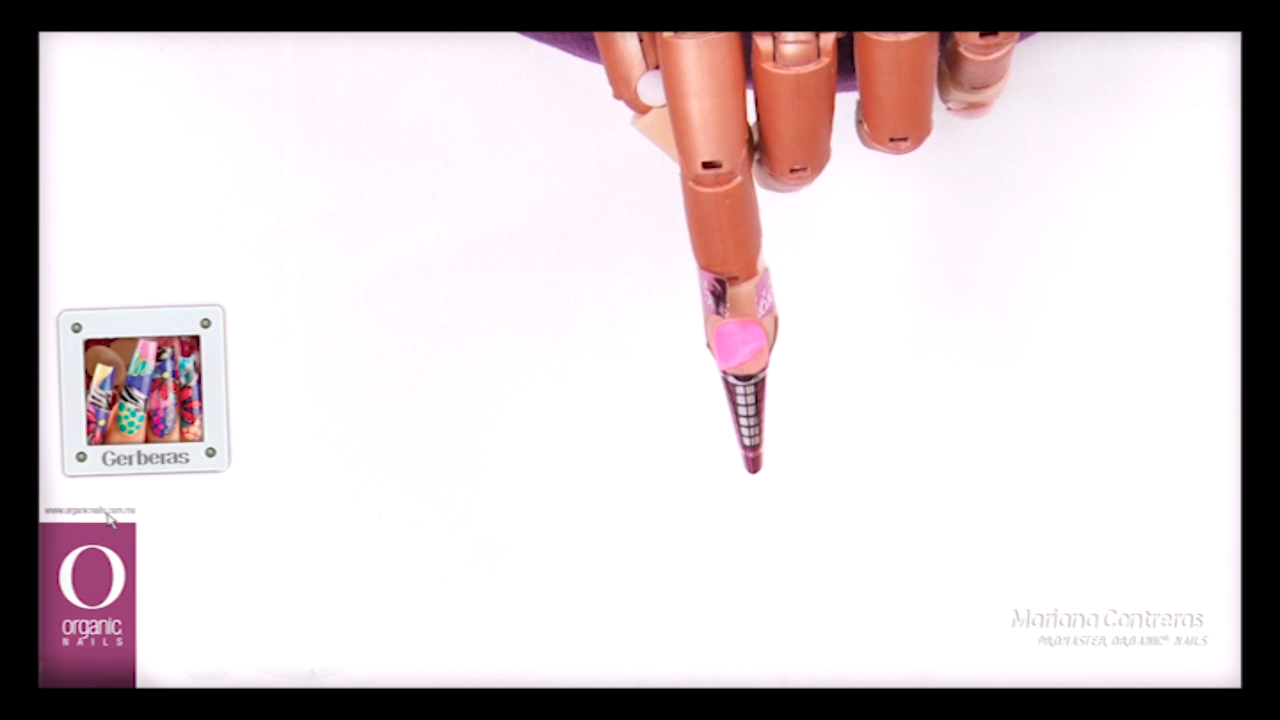 Gerberas
www.organicnails.com.mx
O
organic
NAILS
Mariana Contreras
PROMASTER ORGANIC® NAILS